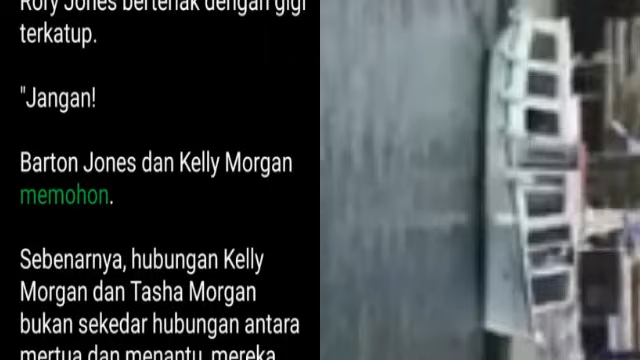 Rory Jones berteriak dengan gigi
terkatup.
"Jangan!
Barton Jones dan Kelly Morgan
memohon.
Sebenarnya, hubungan Kelly
Morgan dan Tasha Morgan
bukan sekedar hubungan antara
mertua dan menantu, mereka